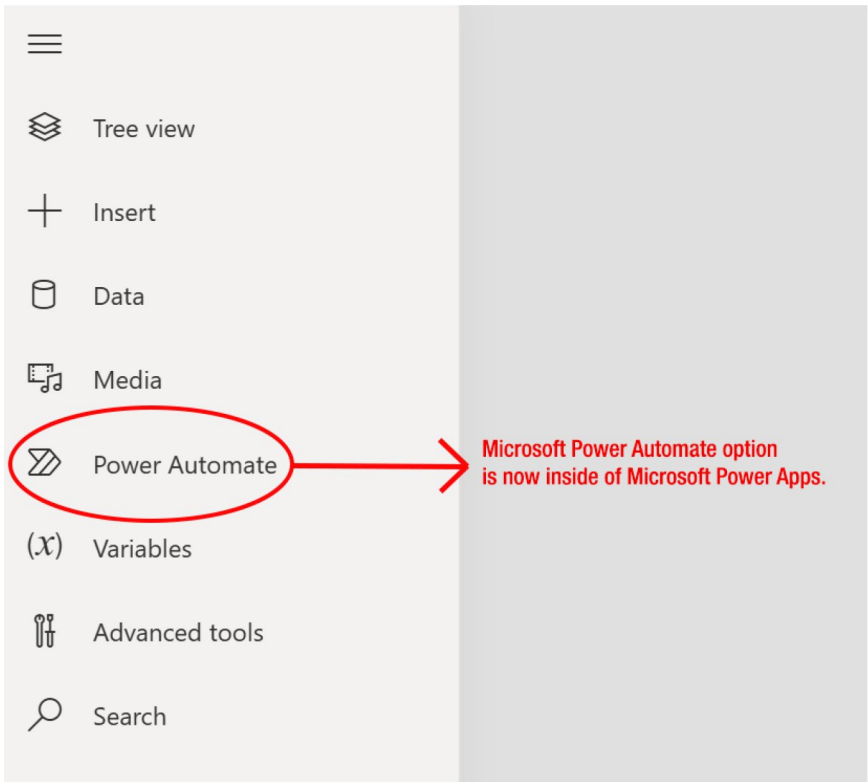 Tree view
Insert
Data
Media
Power Automate
Microsoft Power Automate option
is now inside of Microsoft Power Apps.
(x) Variables
Advanced tools
Search